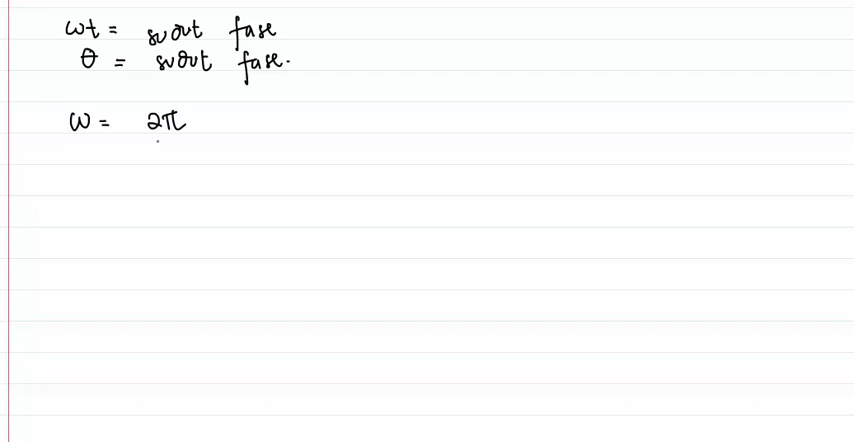 ωt = sudut fase
θ = sudut fase.
ω = 2π